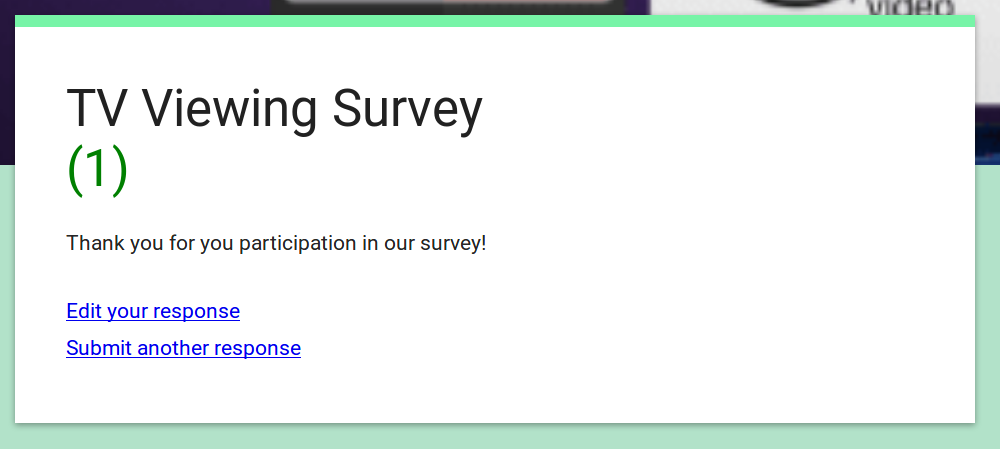 video
TV Viewing Survey
(1)
Thank you for you participation in our survey!
Edit your response
Submit another response